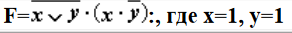 F=x̅ ̅∨̅ ̅y̅·(x·y̅):, где x=1, y=1